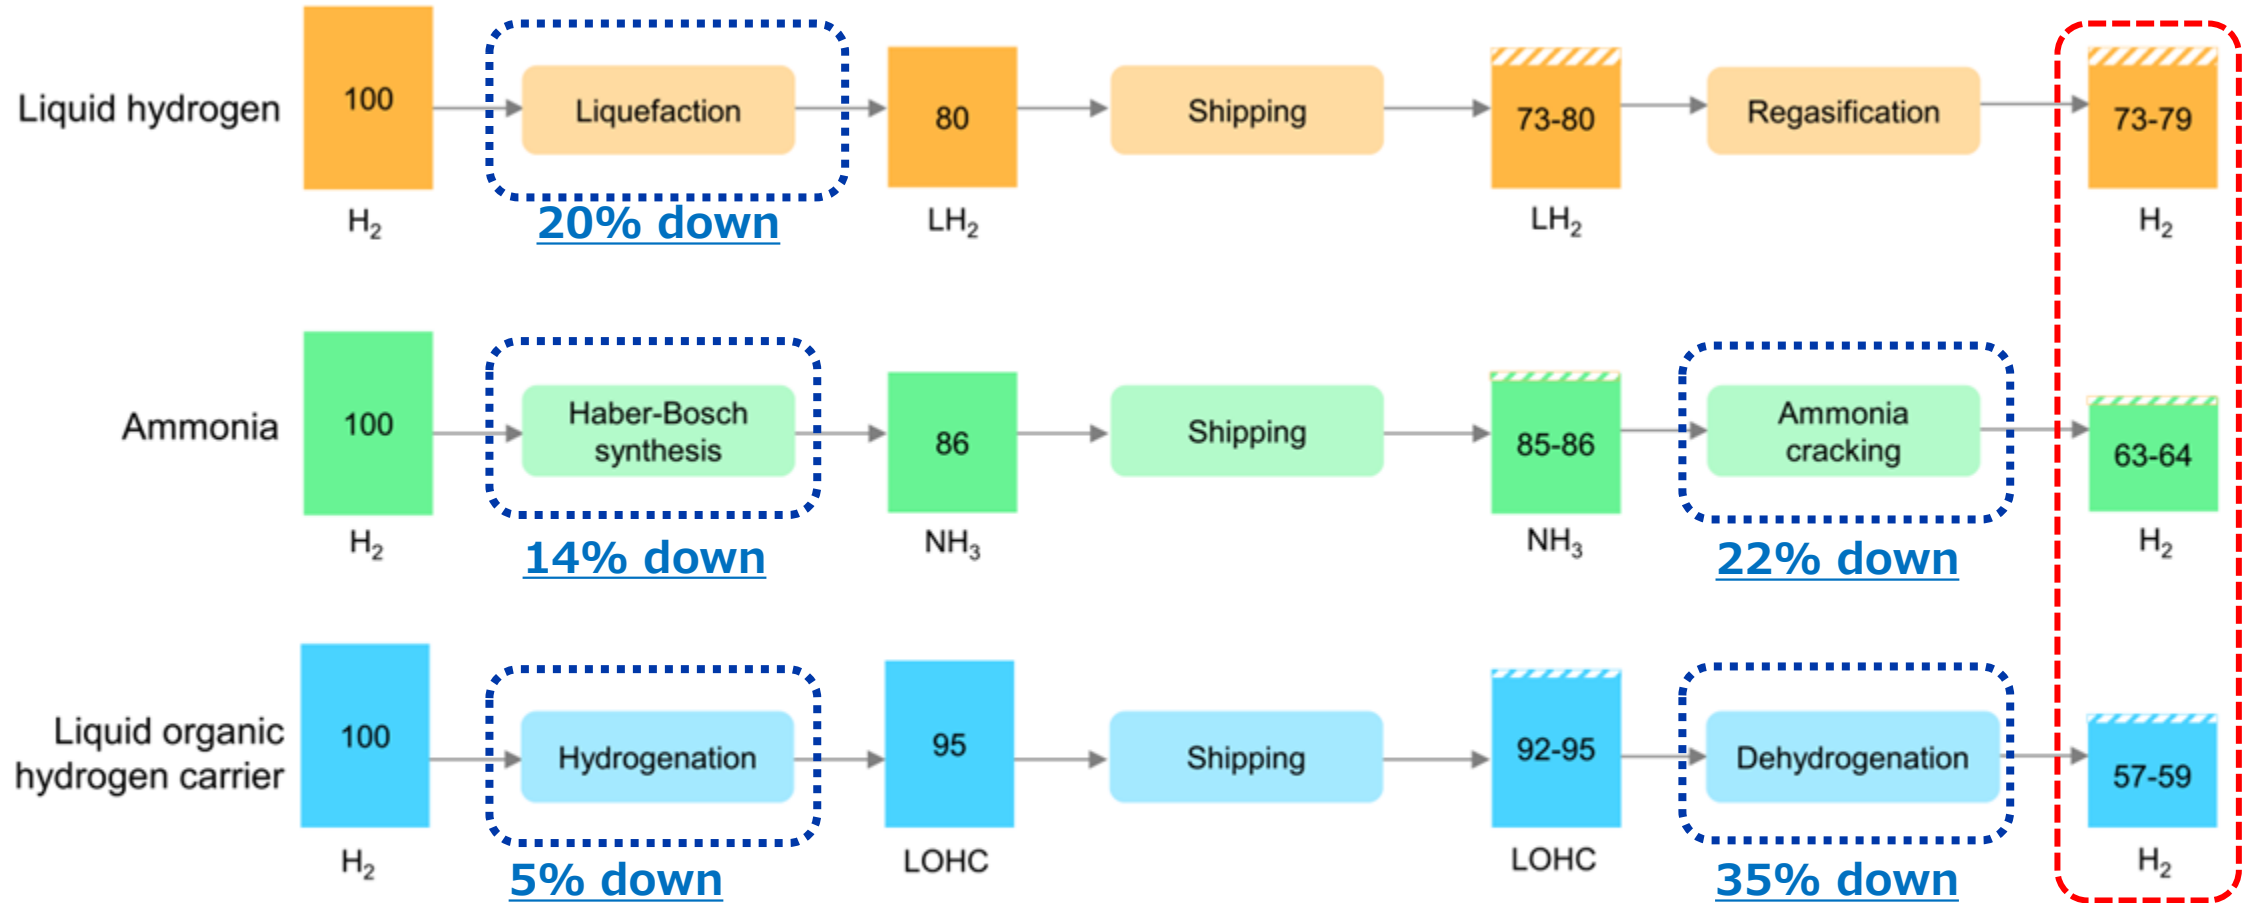 Liquid hydrogen
100
H₂
Liquefaction
20% down
80
LH₂
Shipping
73-80
LH₂
Regasification
73-79
H₂
Ammonia
100
H₂
Haber-Bosch
synthesis
14% down
86
NH₃
Shipping
85-86
NH₃
Ammonia
cracking
22% down
63-64
H₂
Liquid organic
hydrogen carrier
100
H₂
Hydrogenation
5% down
95
LOHC
Shipping
92-95
LOHC
Dehydrogenation
35% down
57-59
H₂